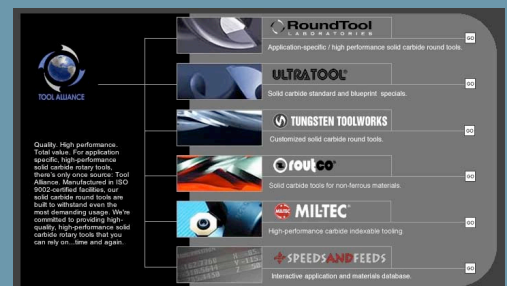 TOOL ALLIANCE
Quality. High performance.
Total value. For application
specific, high-performance
solid carbide rotary tools,
there's only once source: Tool
Alliance. Manufactured in ISO
9002-certified facilities, our
solid carbide round tools are
built to withstand even the
most demanding usage. We're
committed to providing high-
quality, high-performance solid
carbide rotary tools that you
can rely on...time and again.
RoundTool
LABORATORIES
Application-specific / high performance solid carbide round tools.
GO
ULTRATOOL
Solid carbide standard and blueprint specials.
GO
TUNGSTEN TOOLWORKS
Customized solid carbide round tools.
GO
routco
Solid carbide tools for non-ferrous materials.
GO
MILTEC
High-performance carbide indexable tooling
GO
+SPEEDSANDFEEDS
Interactive application and materials database.
GO